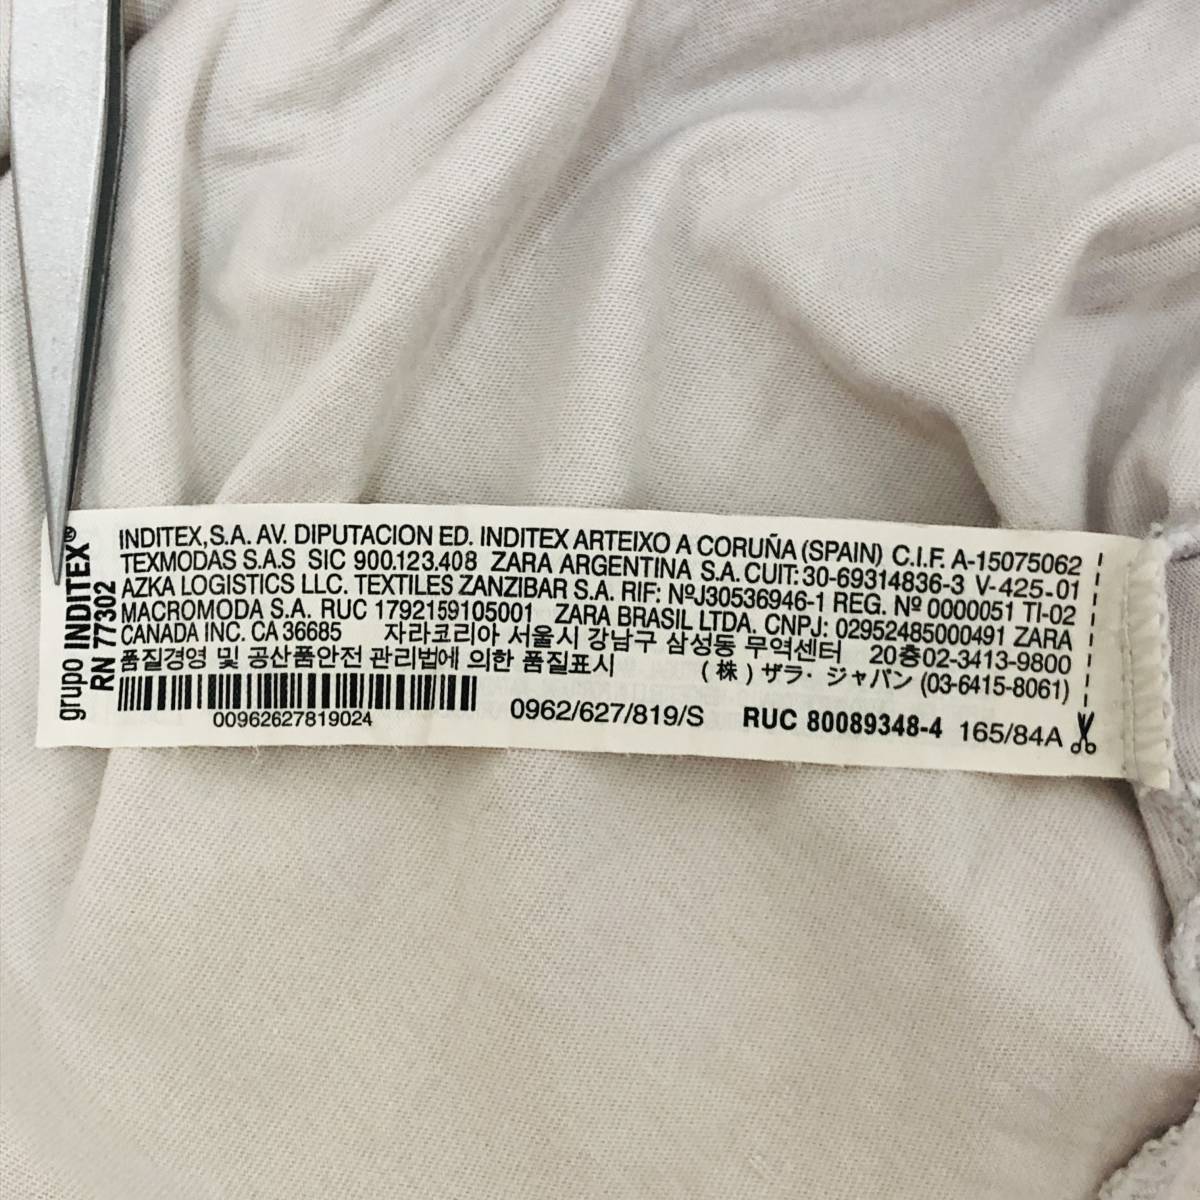 grupo INDITEX®
RN 77302
INDITEX,S.A. AV. DIPUTACION ED. INDITEX ARTEIXO A CORUÑA (SPAIN) C.I.F. A-15075062
TEXMODAS S.A.S SIC 900.123.408 ZARA ARGENTINA S.A. CUIT: 30-69314836-3 V-425-01
AZKA LOGISTICS LLC. TEXTILES ZANZIBAR S.A. RIF: NºJ30536946-1 REG. Nº 0000051 TI-02
MACROMODA S.A. RUC 1792159105001 ZARA BRASIL LTDA. CNPJ: 02952485000491 ZARA
CANADA INC. CA 36685 자라코리아 서울시 강남구 삼성동 무역센터 20층02-3413-9800
품질경영 및 공산품안전 관리법에 의한 품질표시 (株) ザラ・ジャパン (03-6415-8061)
00962627819024 0962/627/819/S RUC 80089348-4 165/84A